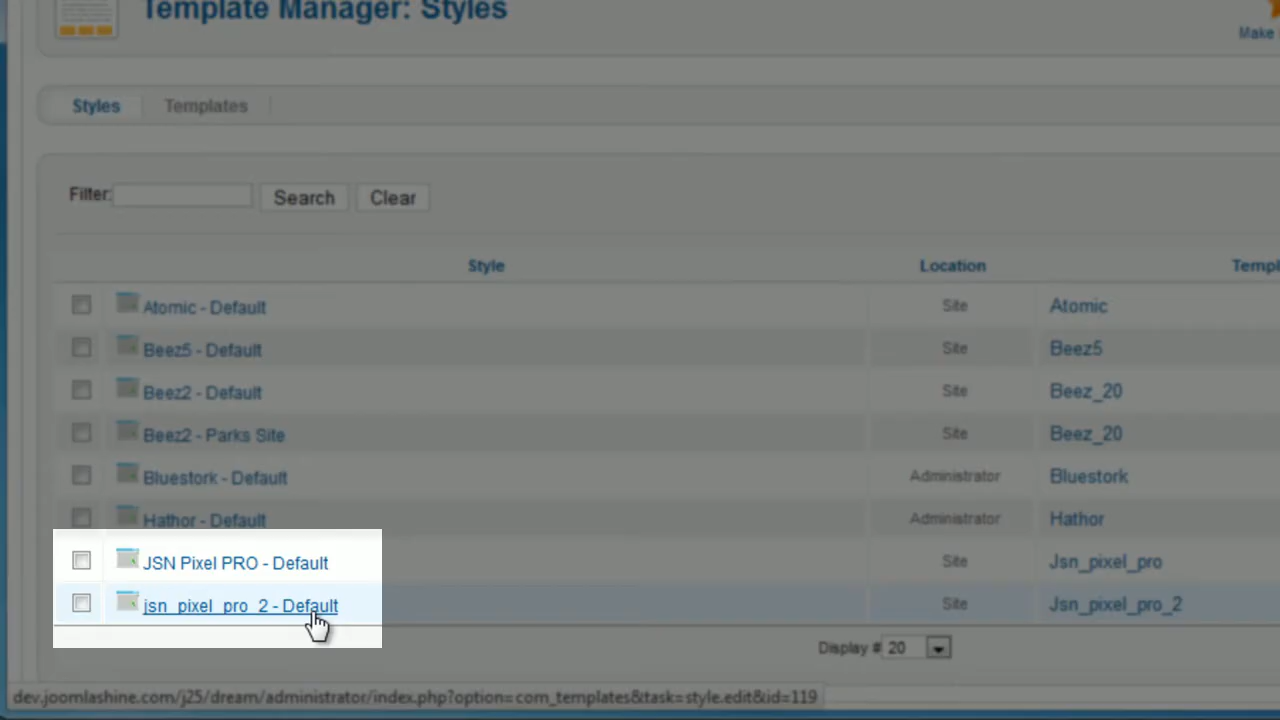 Template Manager: Styles
Make
Styles Templates
Filter: Search Clear
Style Location Templ
Atomic - Default Site Atomic
Beez5 - Default Site Beez5
Beez2 - Default Site Beez_20
Beez2 - Parks Site Site Beez_20
Bluestork - Default Administrator Bluestork
Hathor - Default Administrator Hathor
JSN Pixel PRO - Default Site Jsn_pixel_pro
jsn_pixel_pro_2 - Default Site Jsn_pixel_pro_2
Display # 20
dev.joomlashine.com/j25/dream/administrator/index.php?option=com_templates&task=style.edit&id=119